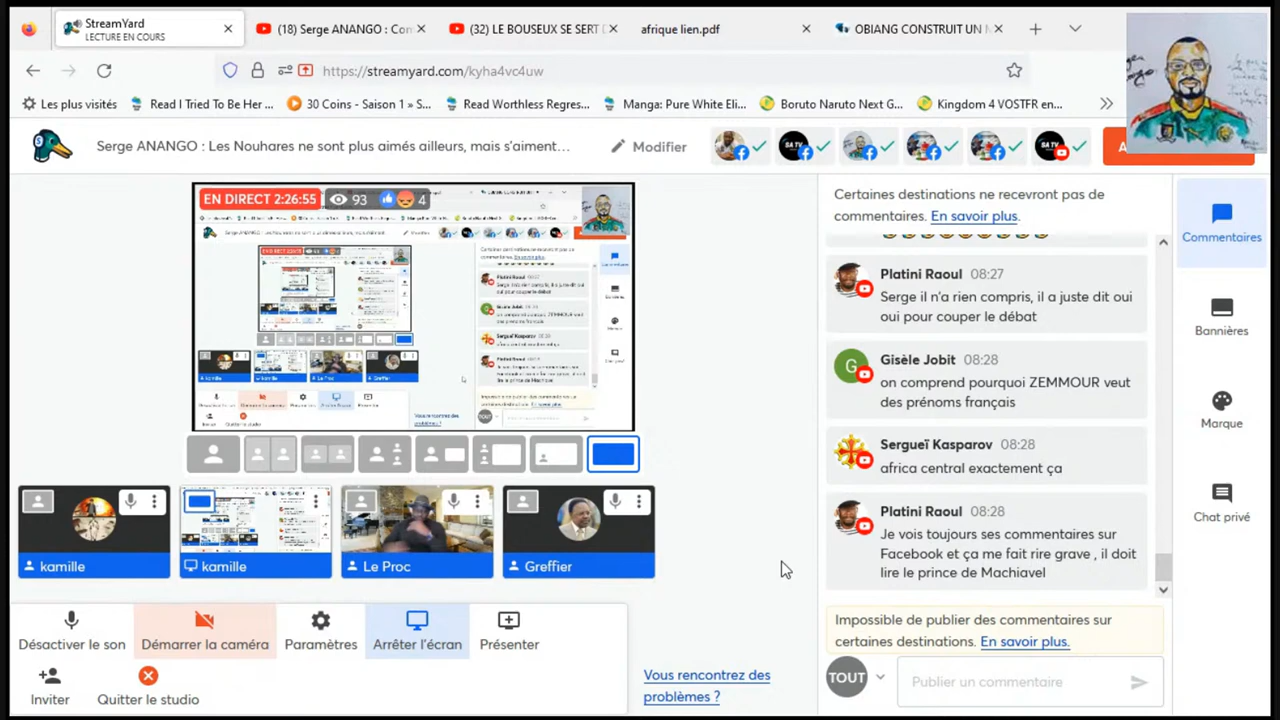 StreamYard
LECTURE EN COURS
(18) Serge ANANGO : Con
(32) LE BOUSEUX SE SERT
afrique lien.pdf
OBIANG CONSTRUIT UN
https://streamyard.com/kyha4vc4uw
Les plus visités
Read I Tried To Be Her ...
30 Coins - Saison 1 » S...
Read Worthless Regres...
Manga: Pure White Eli...
Boruto Naruto Next G...
Kingdom 4 VOSTFR en...
Serge ANANGO : Les Nouhares ne sont plus aimés ailleurs, mais s'aiment...
Modifier
EN DIRECT 2:26:55
93
4
kamille
kamille
Le Proc
Greffier
kamille
kamille
Le Proc
Greffier
Désactiver le son
Démarrer la caméra
Paramètres
Arrêter l'écran
Présenter
Inviter
Quitter le studio
Vous rencontrez des
problèmes ?
Certaines destinations ne recevront pas de
commentaires. En savoir plus.
Platini Raoul 08:27
Serge il n'a rien compris, il a juste dit oui
oui pour couper le débat
Gisèle Jobit 08:28
G
on comprend pourquoi ZEMMOUR veut
des prénoms français
Sergueï Kasparov 08:28
africa central exactement ça
Platini Raoul 08:28
Je vois toujours ses commentaires sur
Facebook et ça me fait rire grave , il doit
lire le prince de Machiavel
Impossible de publier des commentaires sur
certaines destinations. En savoir plus.
TOUT
Publier un commentaire
Commentaires
Bannières
Marque
Chat privé